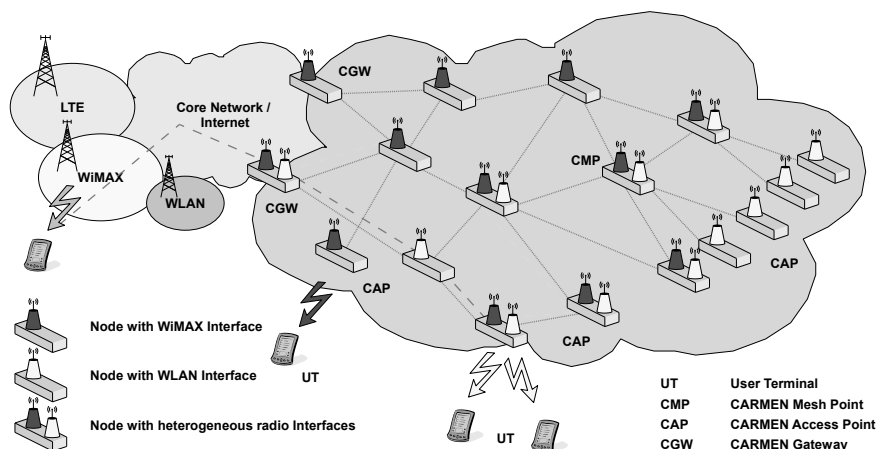 CGW
LTE
Core Network /
Internet
CMP
WiMAX
WLAN
CGW
CAP
CAP
CAP
Node with WiMAX Interface
UT
Node with WLAN Interface
UT
Node with heterogeneous radio Interfaces
UT User Terminal
CMP CARMEN Mesh Point
CAP CARMEN Access Point
CGW CARMEN Gateway